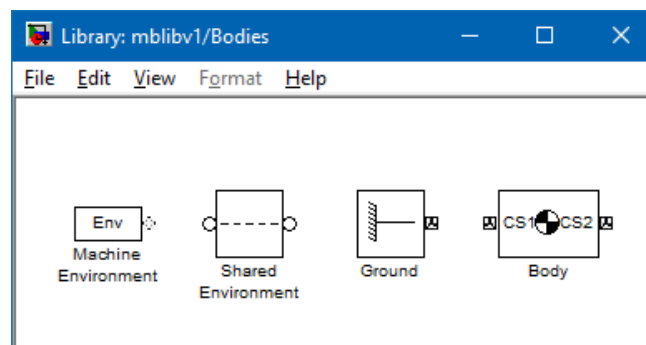 Library: mblibv1/Bodies
File Edit View Format Help
Env
Machine
Environment
Shared
Environment
Ground
CS1 CS2
Body